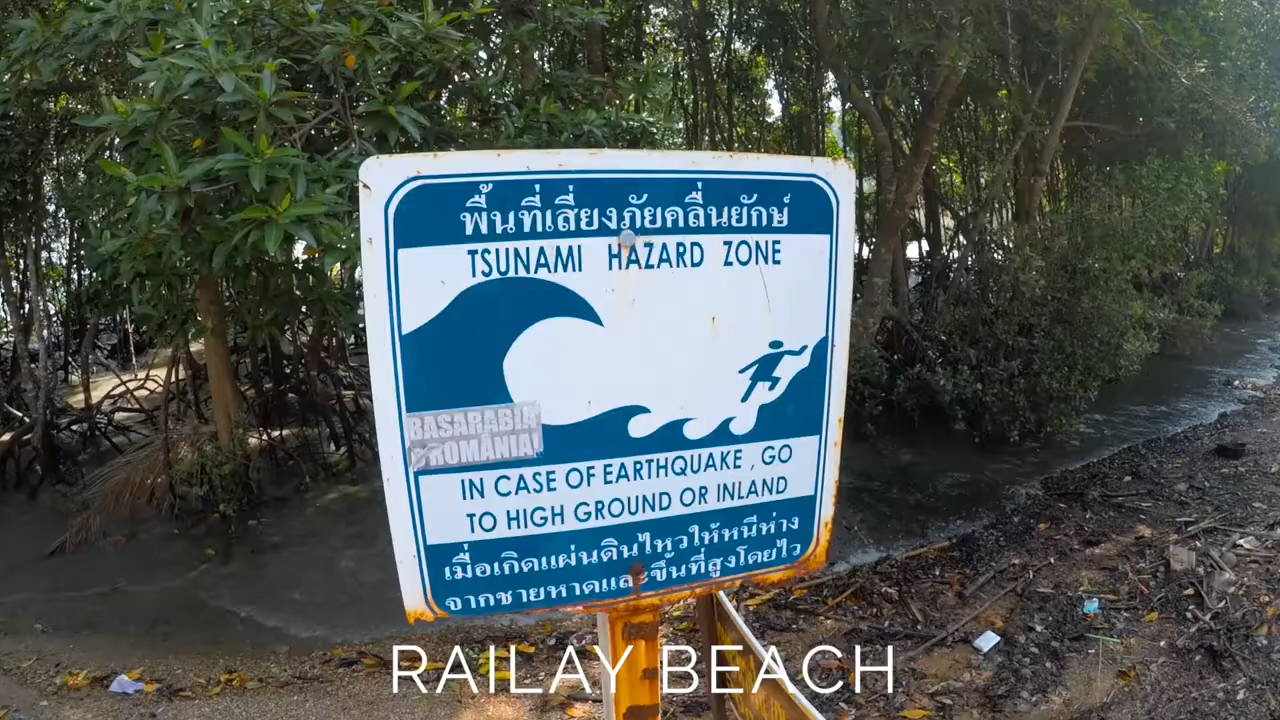 พื้นที่เสี่ยงภัยคลื่นยักษ์
TSUNAMI HAZARD ZONE
BASARABIA
ROMÂNIA!
IN CASE OF EARTHQUAKE , GO
TO HIGH GROUND OR INLAND
เมื่อเกิดแผ่นดินไหวให้หนีห่าง
จากชายหาดและขึ้นที่สูงโดยไว
RAILAY BEACH